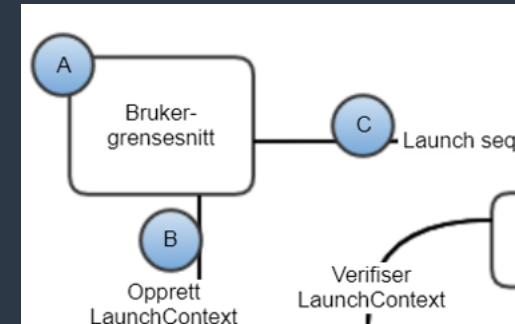 A
Bruker-
grensesnitt
C
Launch seq
B
Opprett
LaunchContext
Verifiser
LaunchContext